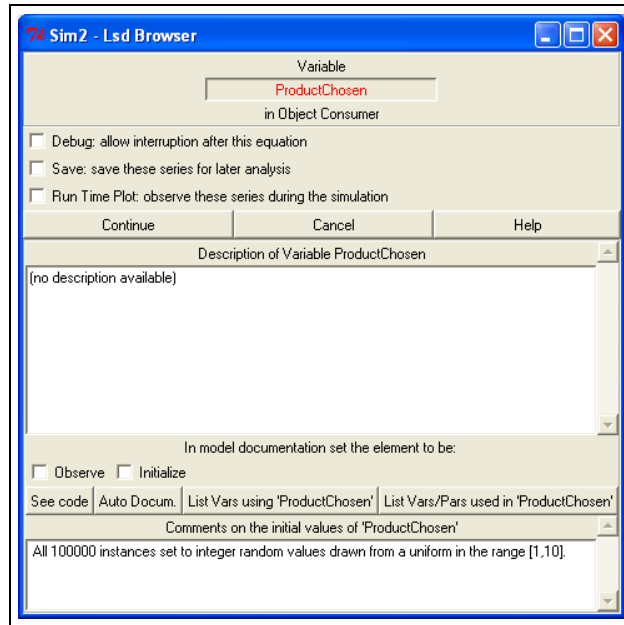 Sim2 - Lsd Browser
Variable
ProductChosen
in Object Consumer
Debug: allow interruption after this equation
Save: save these series for later analysis
Run Time Plot: observe these series during the simulation
Continue Cancel Help
Description of Variable ProductChosen
(no description available)
In model documentation set the element to be:
Observe Initialize
See code Auto Docum. List Vars using 'ProductChosen' List Vars/Pars used in 'ProductChosen'
Comments on the initial values of 'ProductChosen'
All 100000 instances set to integer random values drawn from a uniform in the range [1,10].